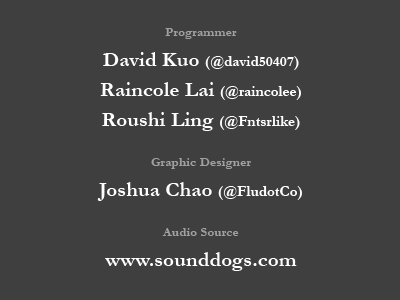 Programmer
David Kuo (@david50407)
Raincole Lai (@raincolee)
Roushi Ling (@Fntsrlike)
Graphic Designer
Joshua Chao (@FludotCo)
Audio Source
www.sounddogs.com